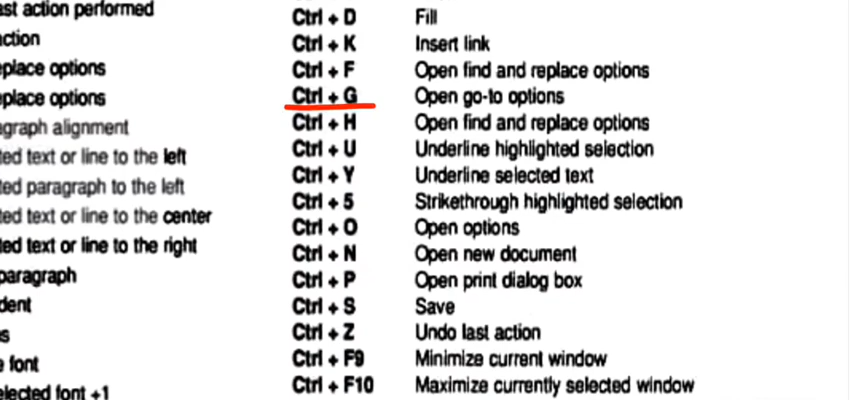 ast action performed
ction
eplace options
eplace options
agraph alignment
ted text or line to the left
ted paragraph to the left
ted text or line to the center
ted text or line to the right
paragraph
dent
es
e font
elected font +1
Ctrl + D Fill
Ctrl + K Insert link
Ctrl + F Open find and replace options
Ctrl + G Open go-to options
Ctrl + H Open find and replace options
Ctrl + U Underline highlighted selection
Ctrl + Y Underline selected text
Ctrl + 5 Strikethrough highlighted selection
Ctrl + O Open options
Ctrl + N Open new document
Ctrl + P Open print dialog box
Ctrl + S Save
Ctrl + Z Undo last action
Ctrl + F9 Minimize current window
Ctrl + F10 Maximize currently selected window